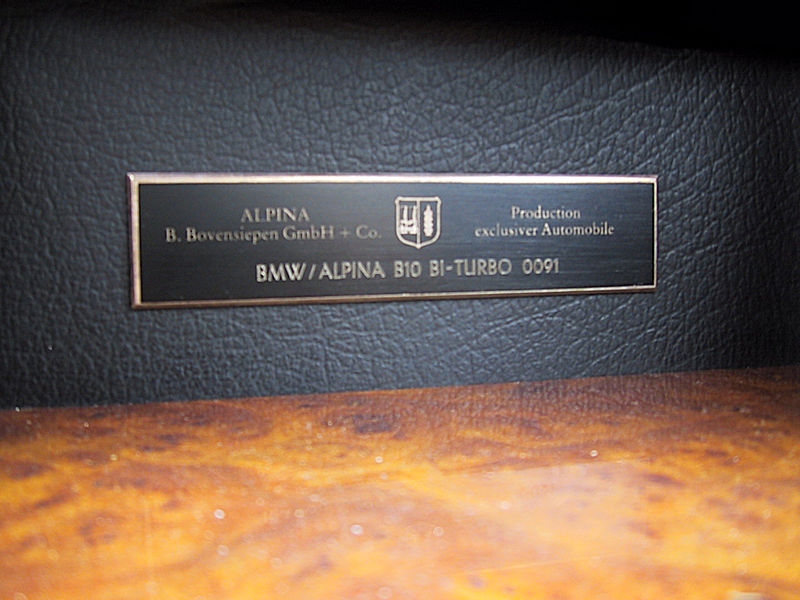 ALPINA
B. Bovensiepen GmbH + Co.
Production
exclusiver Automobile
BMW/ALPINA B10 BI-TURBO 0091